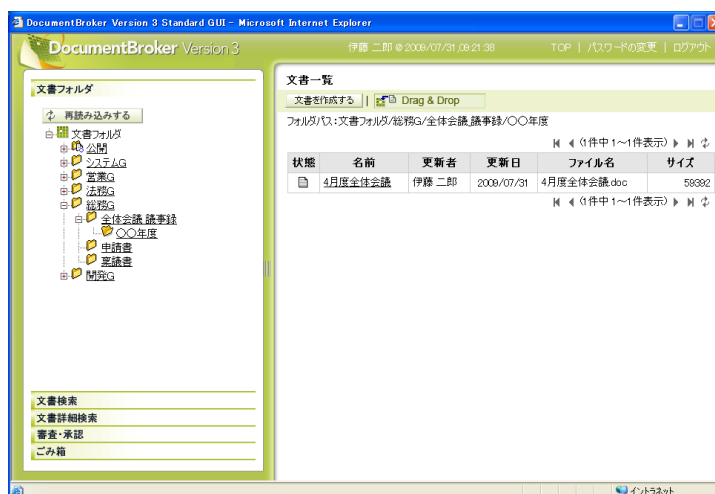 DocumentBroker Version 3 Standard GUI - Microsoft Internet Explorer
DocumentBroker Version 3
伊藤 二郎 @ 2009/07/31,09:21:38
TOP | パスワードの変更 | ログアウト
文書フォルダ
再読み込みする
文書フォルダ
公開
システムG
営業G
法務G
総務G
全体会議 議事録
〇〇年度
申請書
稟議書
開発G
文書検索
文書詳細検索
審査・承認
ごみ箱
文書一覧
文書を作成する | Drag & Drop
フォルダパス:文書フォルダ/総務G/全体会議 議事録/〇〇年度
(1件中 1~1件表示)
状態 名前 更新者 更新日 ファイル名 サイズ
4月度全体会議 伊藤 二郎 2009/07/31 4月度全体会議.doc 59392
(1件中 1~1件表示)
イントラネット